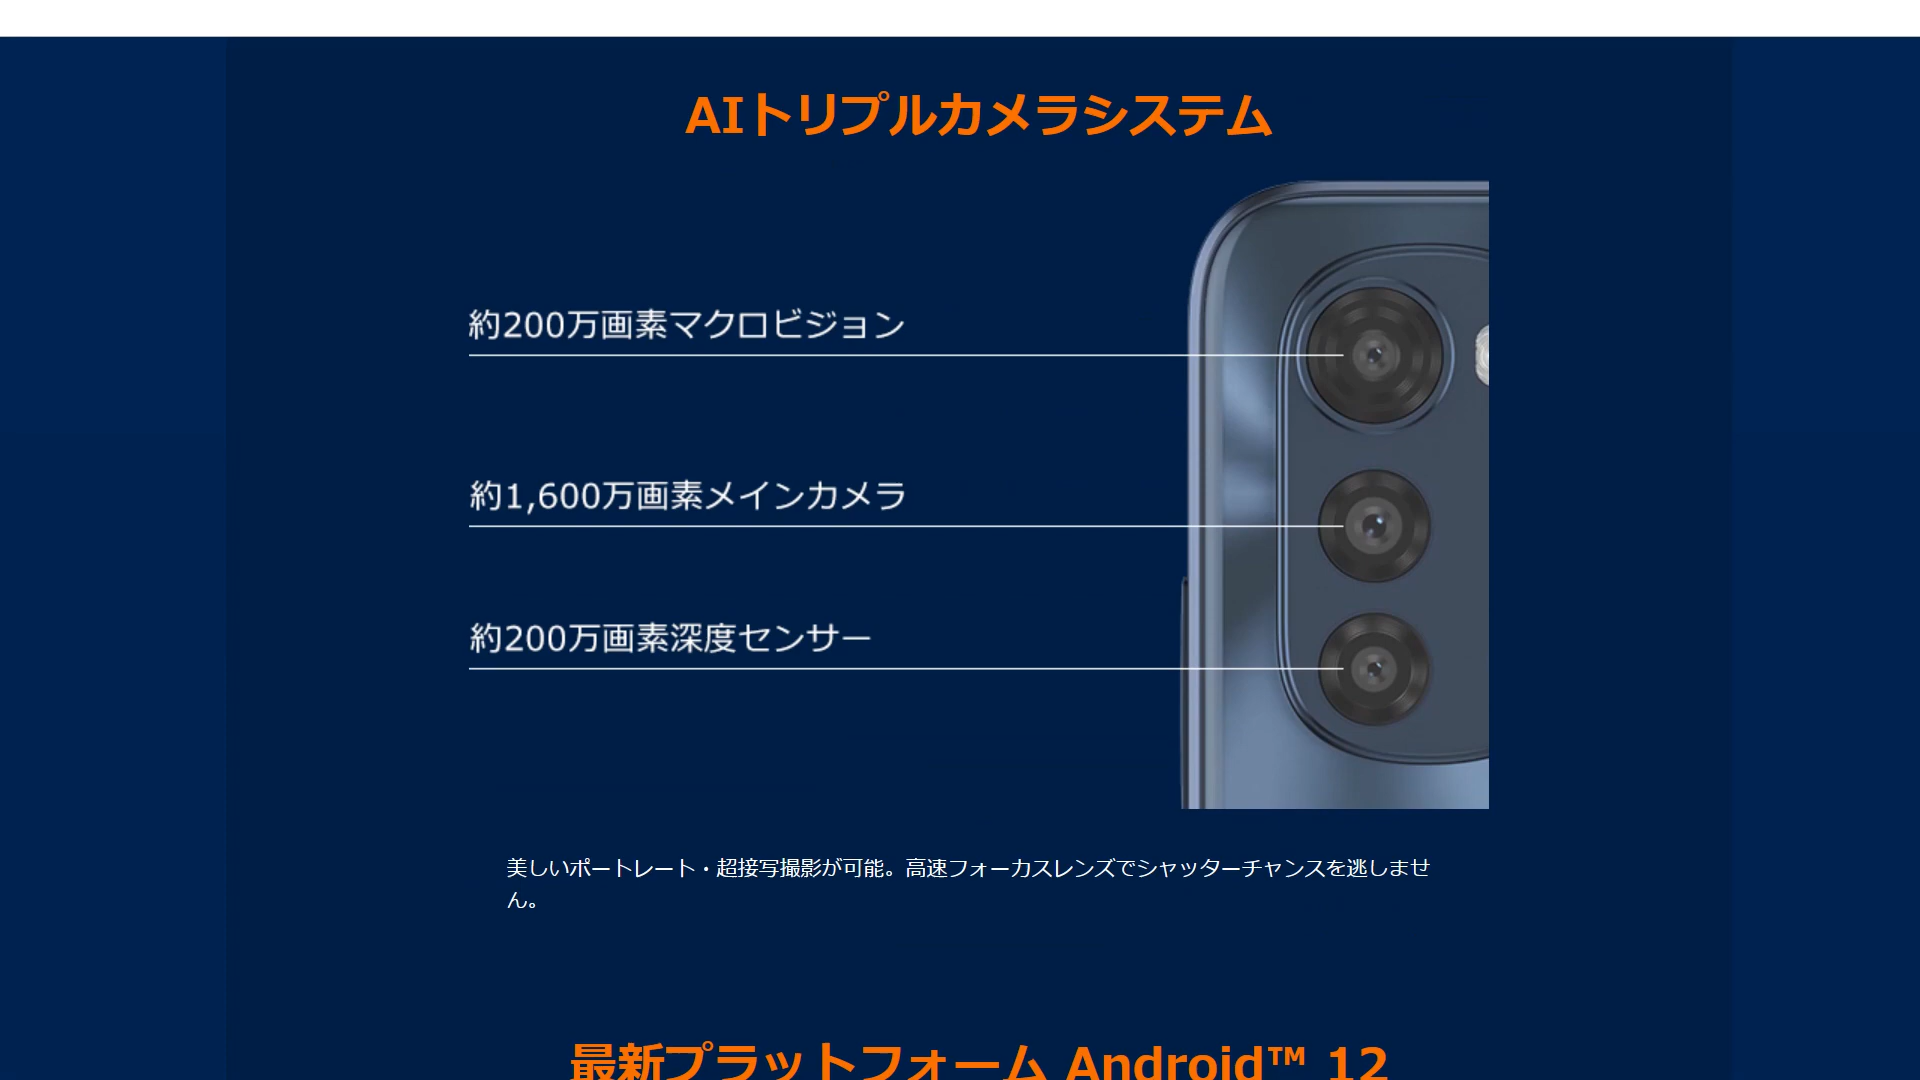 AIトリプルカメラシステム
約200万画素マクロビジョン
約1,600万画素メインカメラ
約200万画素深度センサー
美しいポートレート・超接写撮影が可能。高速フォーカスレンズでシャッターチャンスを逃しませ
ん。
最新プラットフォーム Android™ 12